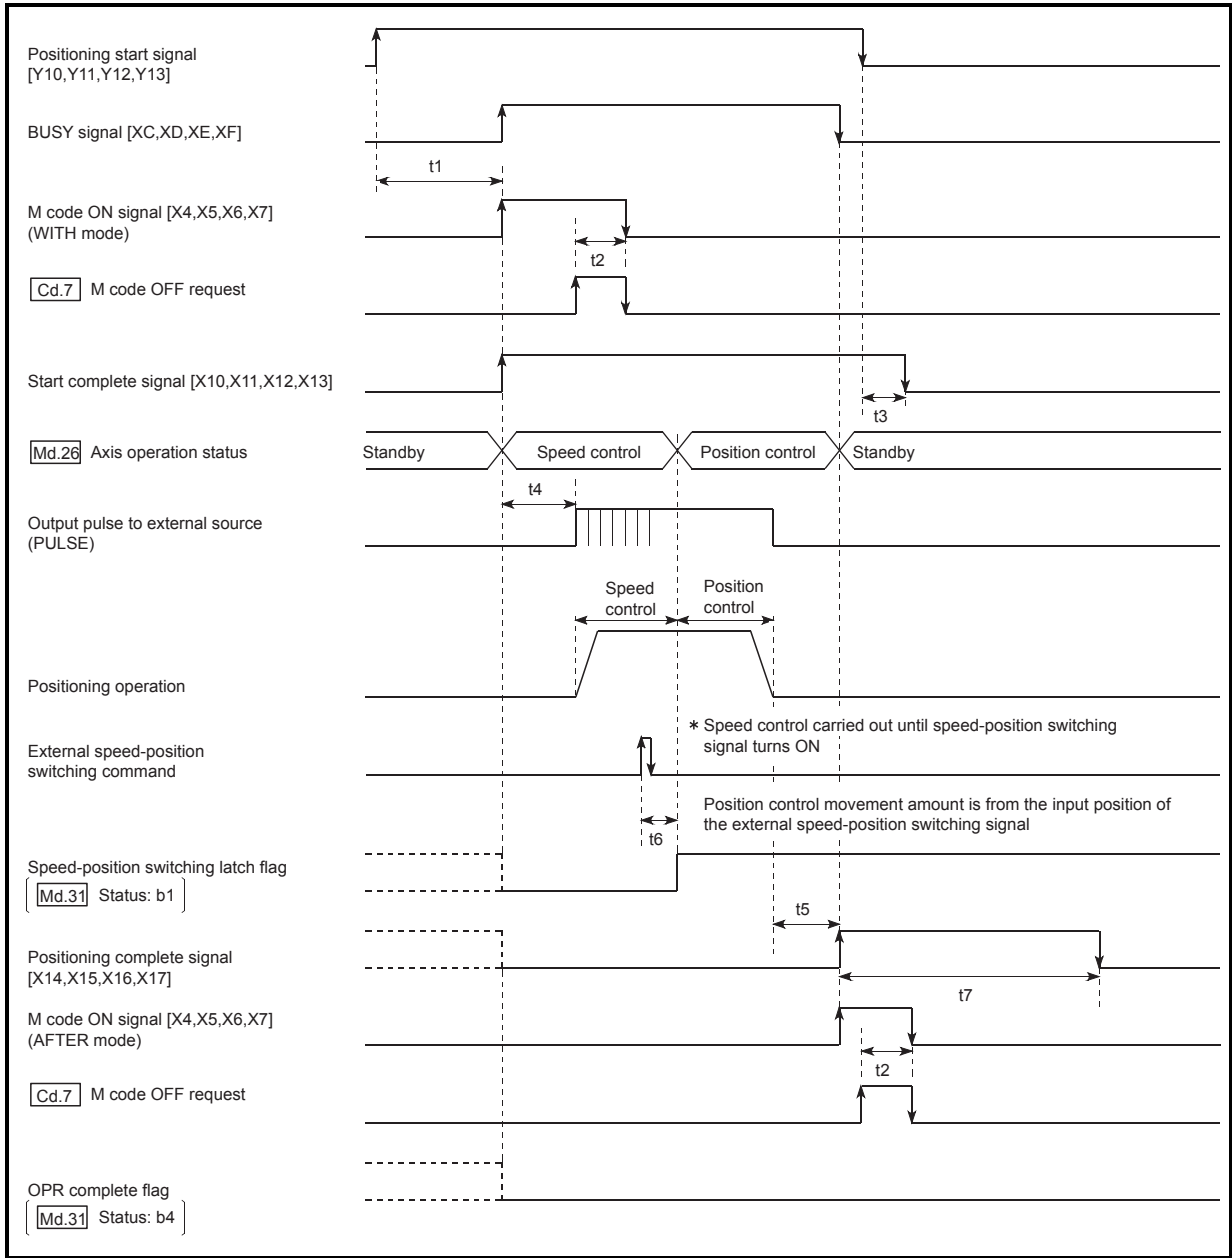 Positioning start signal
[Y10,Y11,Y12,Y13]
BUSY signal [XC,XD,XE,XF]
t1
M code ON signal [X4,X5,X6,X7]
(WITH mode)
t2
Cd.7 M code OFF request
Start complete signal [X10,X11,X12,X13]
t3
Md.26 Axis operation status
Standby
Speed control
Position control
Standby
t4
Output pulse to external source
(PULSE)
Speed
control
Position
control
Positioning operation
* Speed control carried out until speed-position switching
signal turns ON
External speed-position
switching command
Position control movement amount is from the input position of
the external speed-position switching signal
t6
Speed-position switching latch flag
Md.31 Status: b1
t5
Positioning complete signal
[X14,X15,X16,X17]
t7
M code ON signal [X4,X5,X6,X7]
(AFTER mode)
t2
Cd.7 M code OFF request
OPR complete flag
Md.31 Status: b4